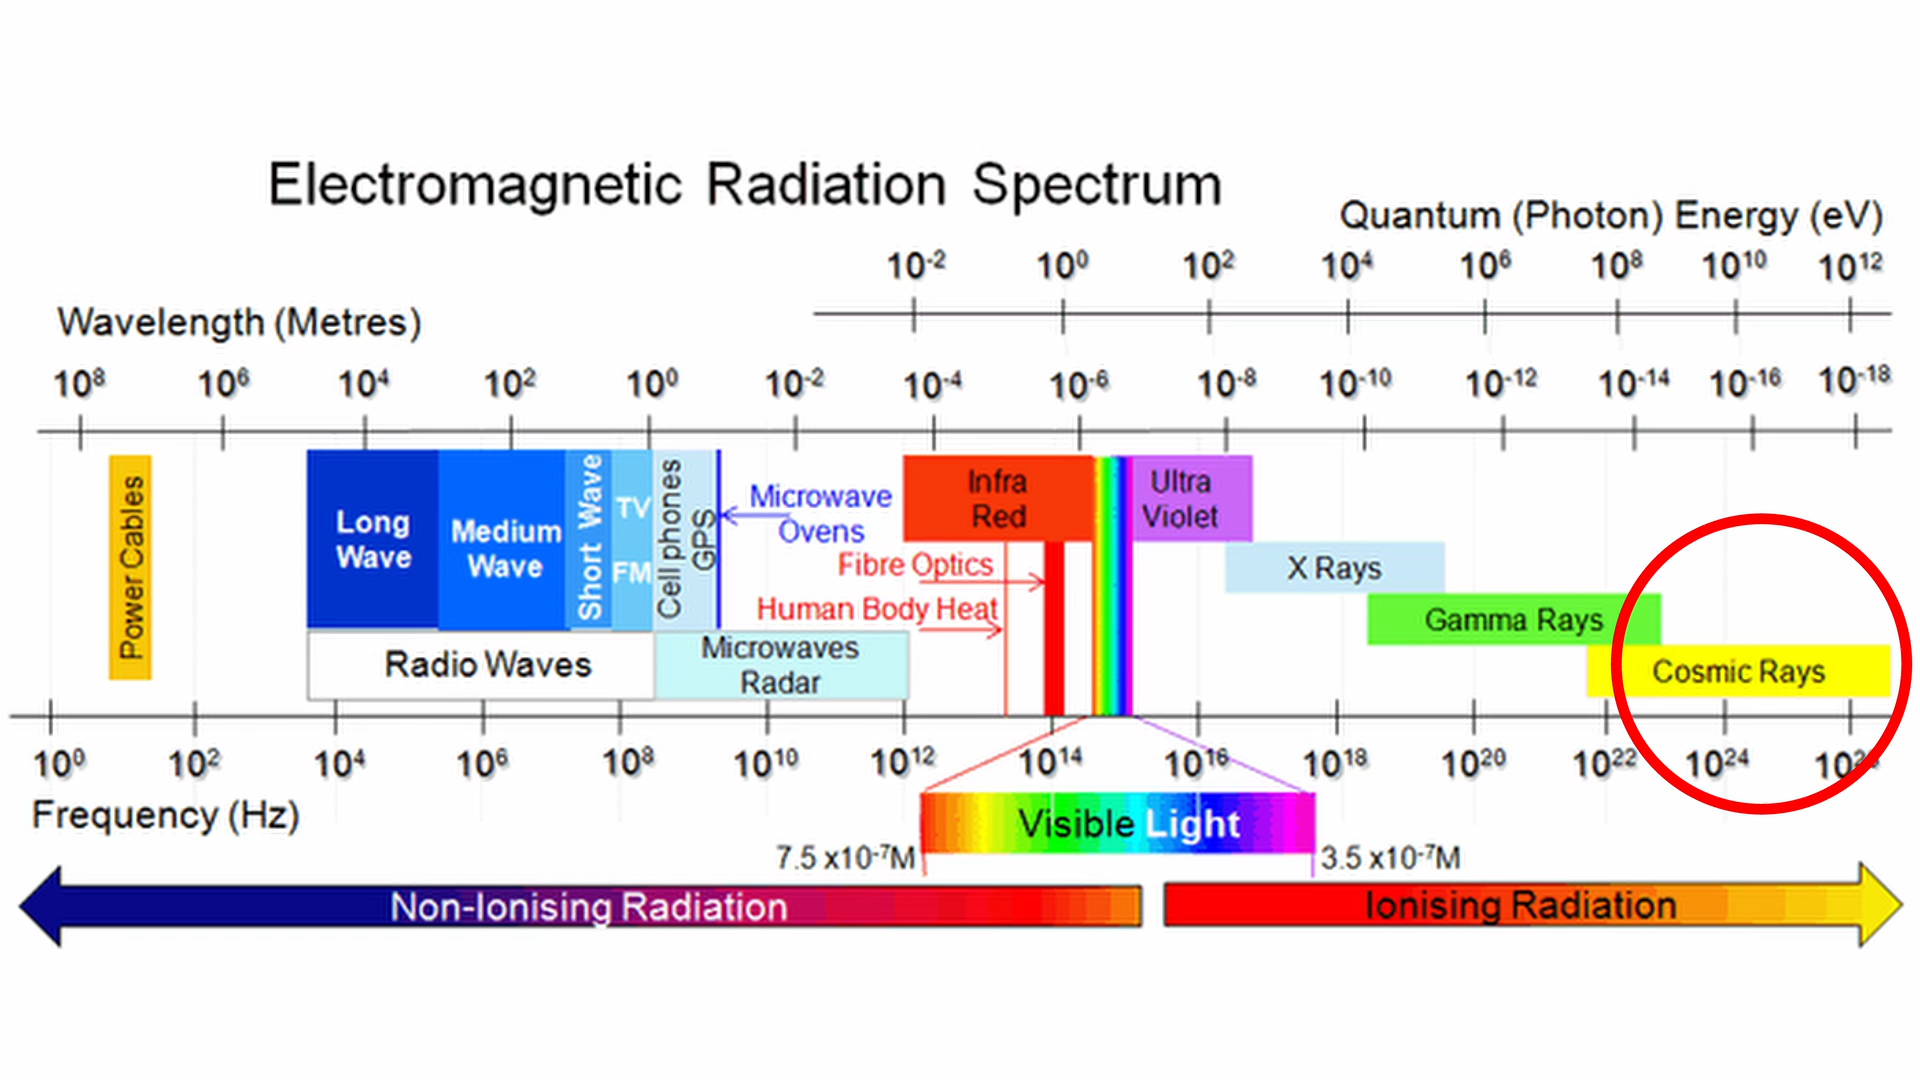 Electromagnetic Radiation Spectrum
Quantum (Photon) Energy (eV)
10⁻² 10⁰ 10² 10⁴ 10⁶ 10⁸ 10¹⁰ 10¹²
Wavelength (Metres)
10⁸ 10⁶ 10⁴ 10² 10⁰ 10⁻² 10⁻⁴ 10⁻⁶ 10⁻⁸ 10⁻¹⁰ 10⁻¹² 10⁻¹⁴ 10⁻¹⁶ 10⁻¹⁸
Power Cables
Long
Wave
Medium
Wave
Short Wave
TV
FM
Cell phones
GPS
Microwave
Ovens
Fibre Optics
Human Body Heat
Infra
Red
Ultra
Violet
X Rays
Gamma Rays
Cosmic Rays
Radio Waves
Microwaves
Radar
10⁰ 10² 10⁴ 10⁶ 10⁸ 10¹⁰ 10¹² 10¹⁴ 10¹⁶ 10¹⁸ 10²⁰ 10²² 10²⁴
Frequency (Hz)
Visible Light
7.5 x10⁻⁷M
3.5 x10⁻⁷M
Non-Ionising Radiation
Ionising Radiation